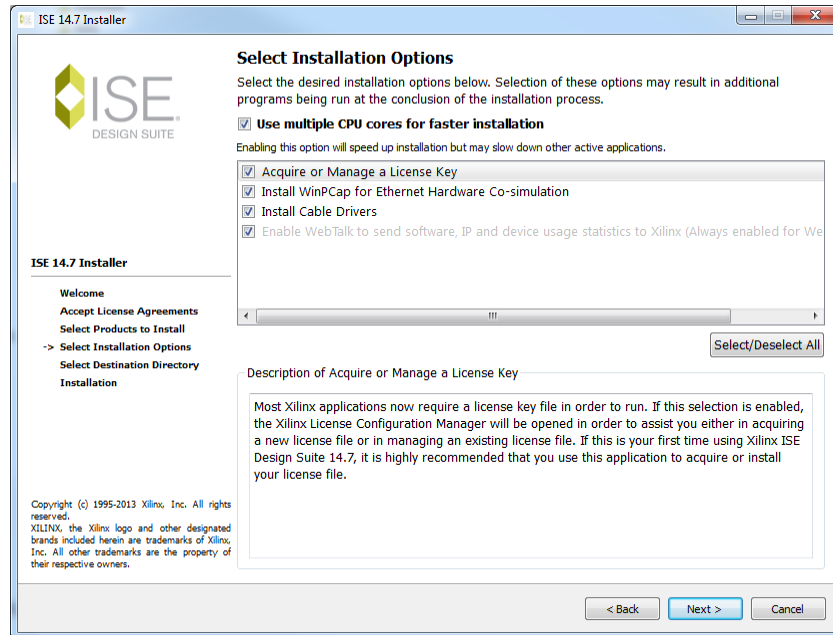 ISE 14.7 Installer
ISE.
DESIGN SUITE
ISE 14.7 Installer
Welcome
Accept License Agreements
Select Products to Install
-> Select Installation Options
Select Destination Directory
Installation
Copyright (c) 1995-2013 Xilinx, Inc. All rights
reserved.
XILINX, the Xilinx logo and other designated
brands included herein are trademarks of Xilinx,
Inc. All other trademarks are the property of
their respective owners.
Select Installation Options
Select the desired installation options below. Selection of these options may result in additional
programs being run at the conclusion of the installation process.
Use multiple CPU cores for faster installation
Enabling this option will speed up installation but may slow down other active applications.
Acquire or Manage a License Key
Install WinPCap for Ethernet Hardware Co-simulation
Install Cable Drivers
Enable WebTalk to send software, IP and device usage statistics to Xilinx (Always enabled for We
Select/Deselect All
Description of Acquire or Manage a License Key
Most Xilinx applications now require a license key file in order to run. If this selection is enabled,
the Xilinx License Configuration Manager will be opened in order to assist you either in acquiring
a new license file or in managing an existing license file. If this is your first time using Xilinx ISE
Design Suite 14.7, it is highly recommended that you use this application to acquire or install
your license file.
< Back
Next >
Cancel